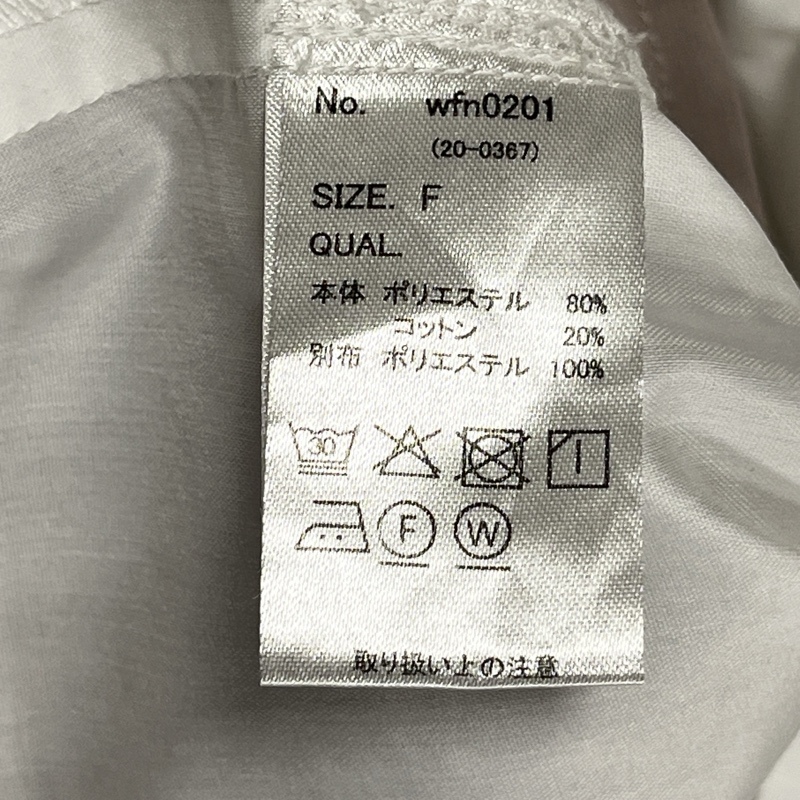 No. wfn0201
(20-0367)
SIZE. F
QUAL.
本体 ポリエステル 80%
コットン 20%
別布 ポリエステル 100%
30
F W
取り扱い上の注意